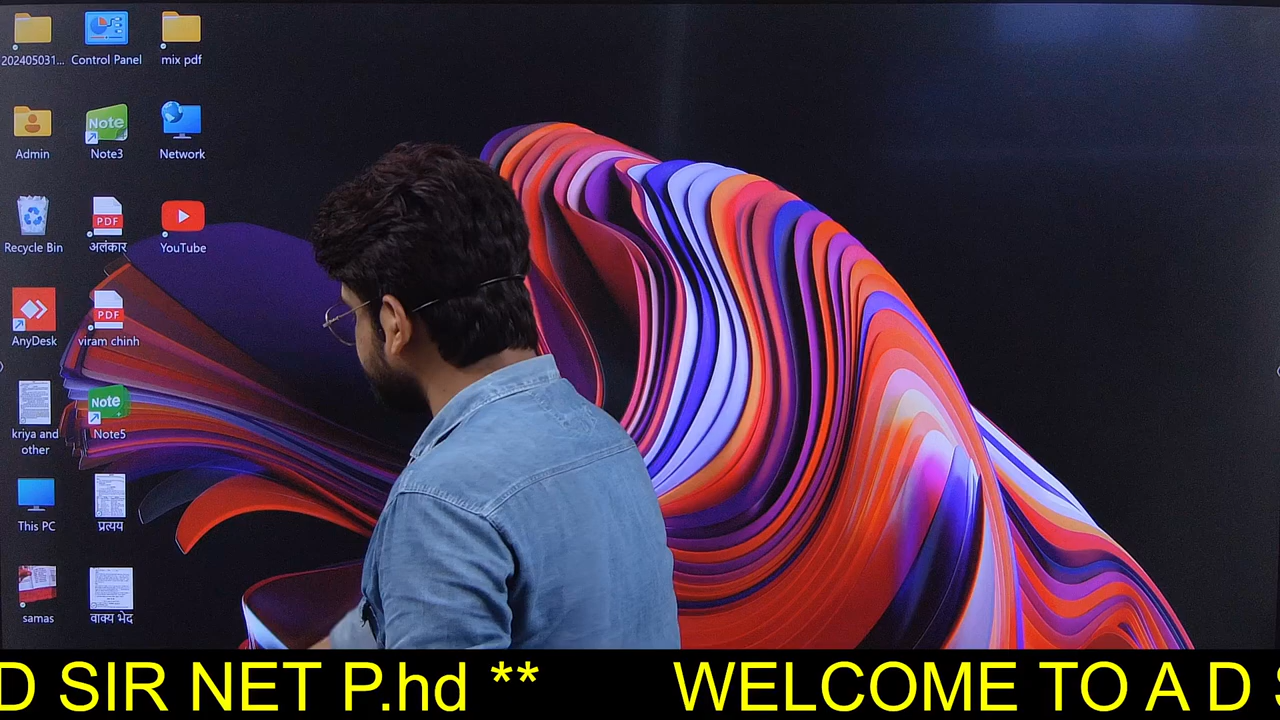 202405031...
Control Panel
mix pdf
Admin
Note
Note3
Network
Recycle Bin
PDF
अलंकार
YouTube
AnyDesk
PDF
viram chinh
kriya and
other
Note
Note5
This PC
प्रत्यय
samas
वाक्य भेद
D SIR NET P.hd ** WELCOME TO A D S